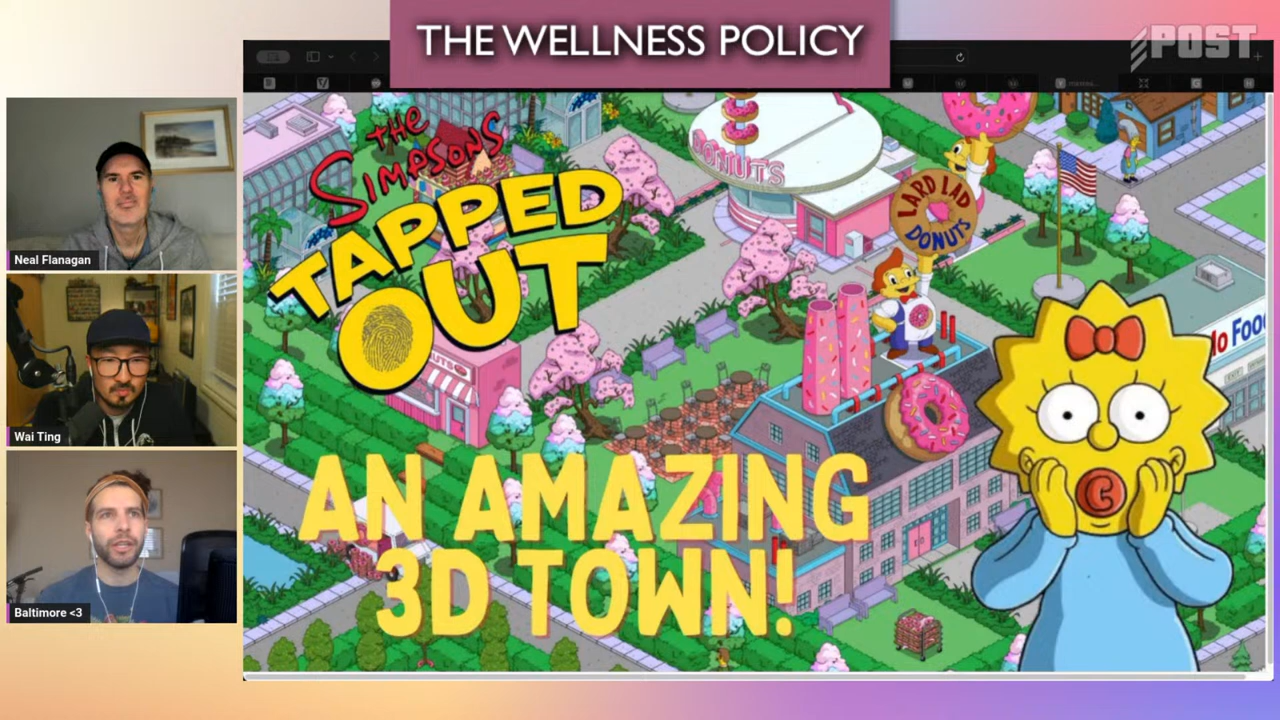 THE WELLNESS POLICY
POST
Neal Flanagan
Wai Ting
Baltimore <3
THE
SIMPSONS
TAPPED
OUT
DONUTS
LARD LAD
DONUTS
AN AMAZING
3D TOWN!